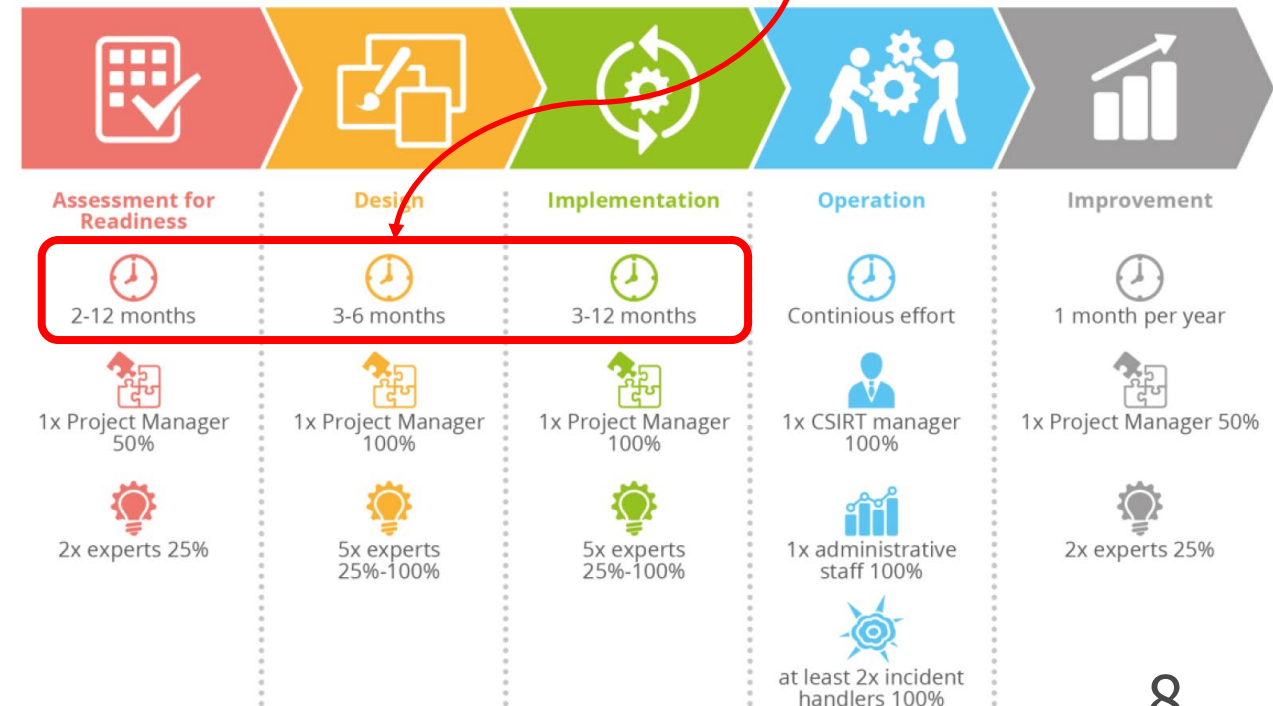 Assessment for
Readiness
2-12 months
1x Project Manager
50%
2x experts 25%
Design
3-6 months
1x Project Manager
100%
5x experts
25%-100%
Implementation
3-12 months
1x Project Manager
100%
5x experts
25%-100%
Operation
Continious effort
1x CSIRT manager
100%
1x administrative
staff 100%
at least 2x incident
handlers 100%
Improvement
1 month per year
1x Project Manager 50%
2x experts 25%
8